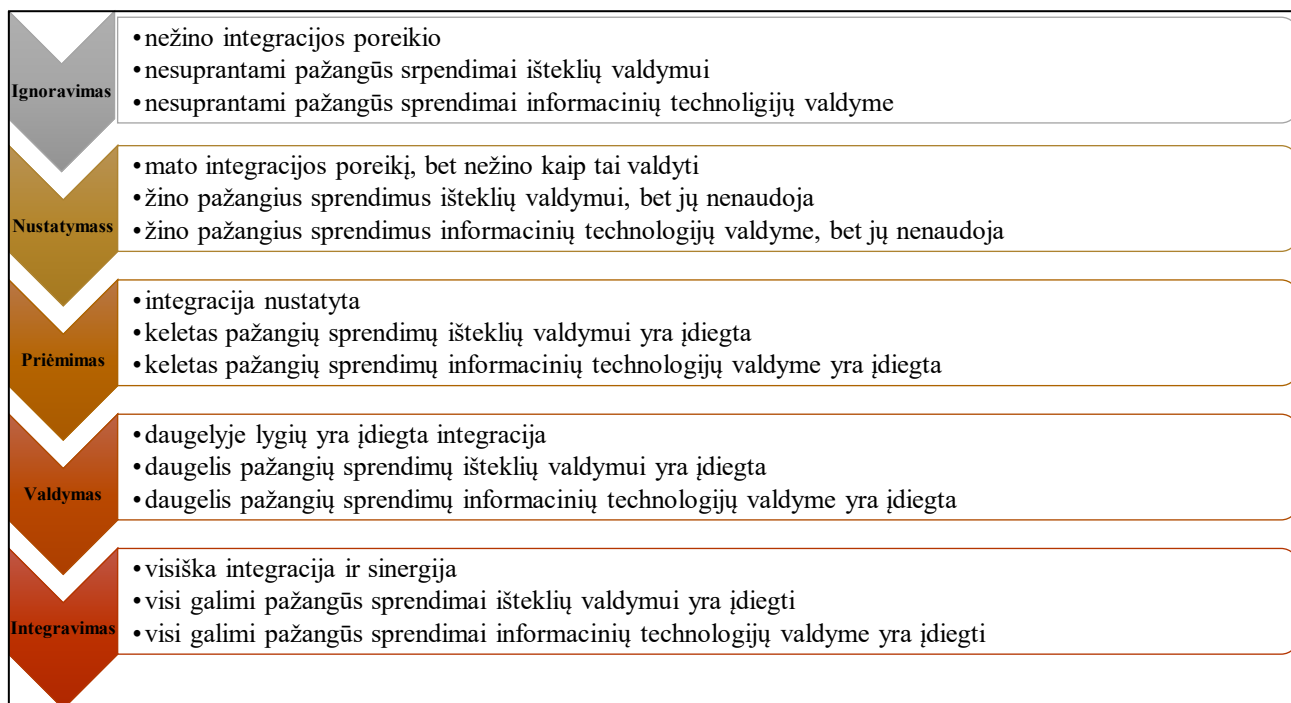 Ignoravimas
•nežino integracijos poreikio
•nesuprantami pažangūs srpendimai išteklių valdymui
•nesuprantami pažangūs sprendimai informacinių technoligijų valdyme
Nustatymass
•mato integracijos poreikį, bet nežino kaip tai valdyti
•žino pažangius sprendimus išteklių valdymui, bet jų nenaudoja
•žino pažangius sprendimus informacinių technologijų valdyme, bet jų nenaudoja
Priėmimas
•integracija nustatyta
•keletas pažangių sprendimų išteklių valdymui yra įdiegta
•keletas pažangių sprendimų informacinių technologijų valdyme yra įdiegta
Valdymas
•daugelyje lygių yra įdiegta integracija
•daugelis pažangių sprendimų išteklių valdymui yra įdiegta
•daugelis pažangių sprendimų informacinių technologijų valdyme yra įdiegta
Integravimas
•visiška integracija ir sinergija
•visi galimi pažangūs sprendimai išteklių valdymui yra įdiegti
•visi galimi pažangūs sprendimai informacinių technologijų valdyme yra įdiegti